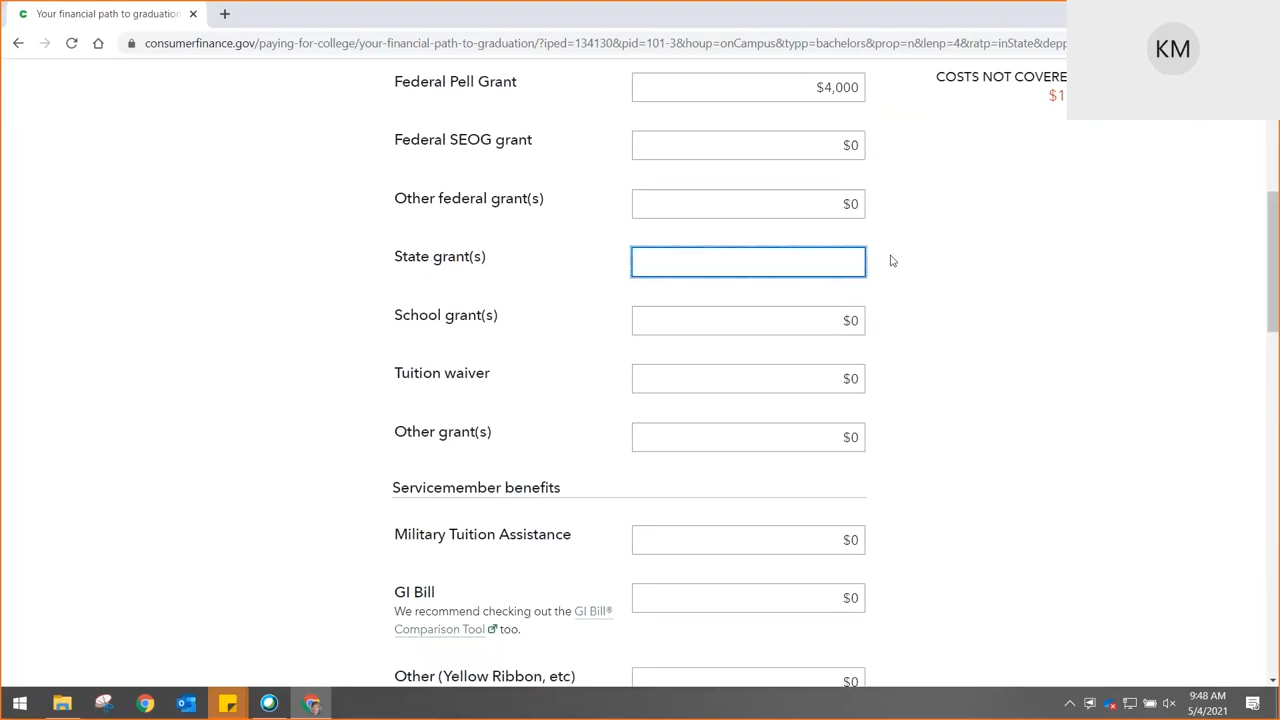 Your financial path to graduation
consumerfinance.gov/paying-for-college/your-financial-path-to-graduation/?iped=134130&pid=101-3&houp=onCampus&typp=bachelors&prop=n&lenp=4&ratp=inState&depp
KM
Federal Pell Grant $4,000
COSTS NOT COVERE
$1
Federal SEOG grant $0
Other federal grant(s) $0
State grant(s)
School grant(s) $0
Tuition waiver $0
Other grant(s) $0
Servicemember benefits
Military Tuition Assistance $0
GI Bill $0
We recommend checking out the GI Bill®
Comparison Tool too.
Other (Yellow Ribbon, etc) $0
9:48 AM
5/4/2021